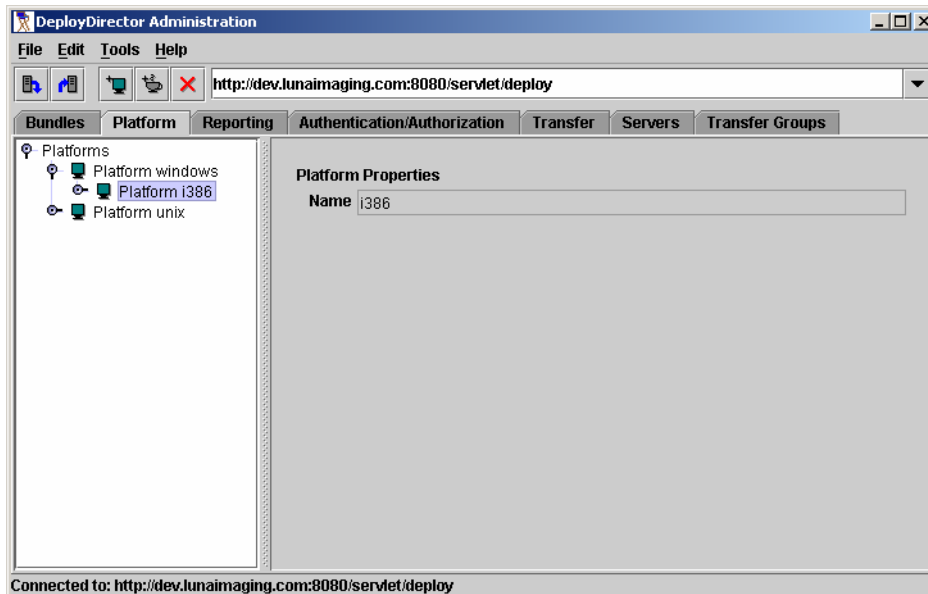 DeployDirector Administration
File Edit Tools Help
http://dev.lunaimaging.com:8080/servlet/deploy
Bundles Platform Reporting Authentication/Authorization Transfer Servers Transfer Groups
Platforms
Platform windows
Platform i386
Platform unix
Platform Properties
Name i386
Connected to: http://dev.lunaimaging.com:8080/servlet/deploy